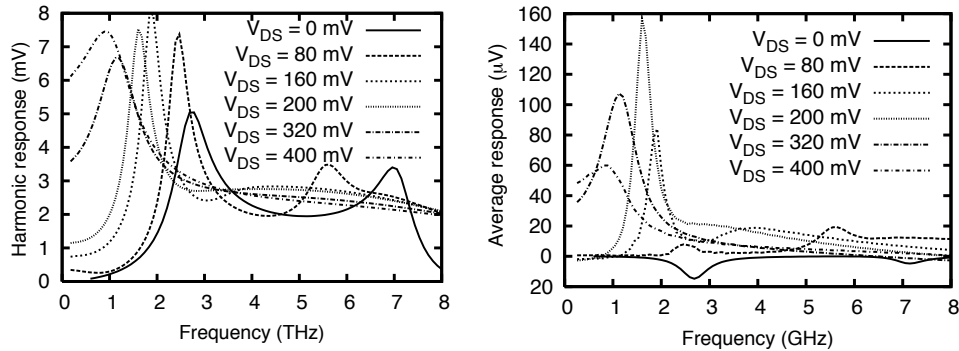 Harmonic response (mV)
8
7
6
5
4
3
2
1
0
V_DS = 0 mV
V_DS = 80 mV
V_DS = 160 mV
V_DS = 200 mV
V_DS = 320 mV
V_DS = 400 mV
0 1 2 3 4 5 6 7 8
Frequency (THz)
Average response (μV)
160
140
120
100
80
60
40
20
0
20
V_DS = 0 mV
V_DS = 80 mV
V_DS = 160 mV
V_DS = 200 mV
V_DS = 320 mV
V_DS = 400 mV
0 1 2 3 4 5 6 7 8
Frequency (GHz)